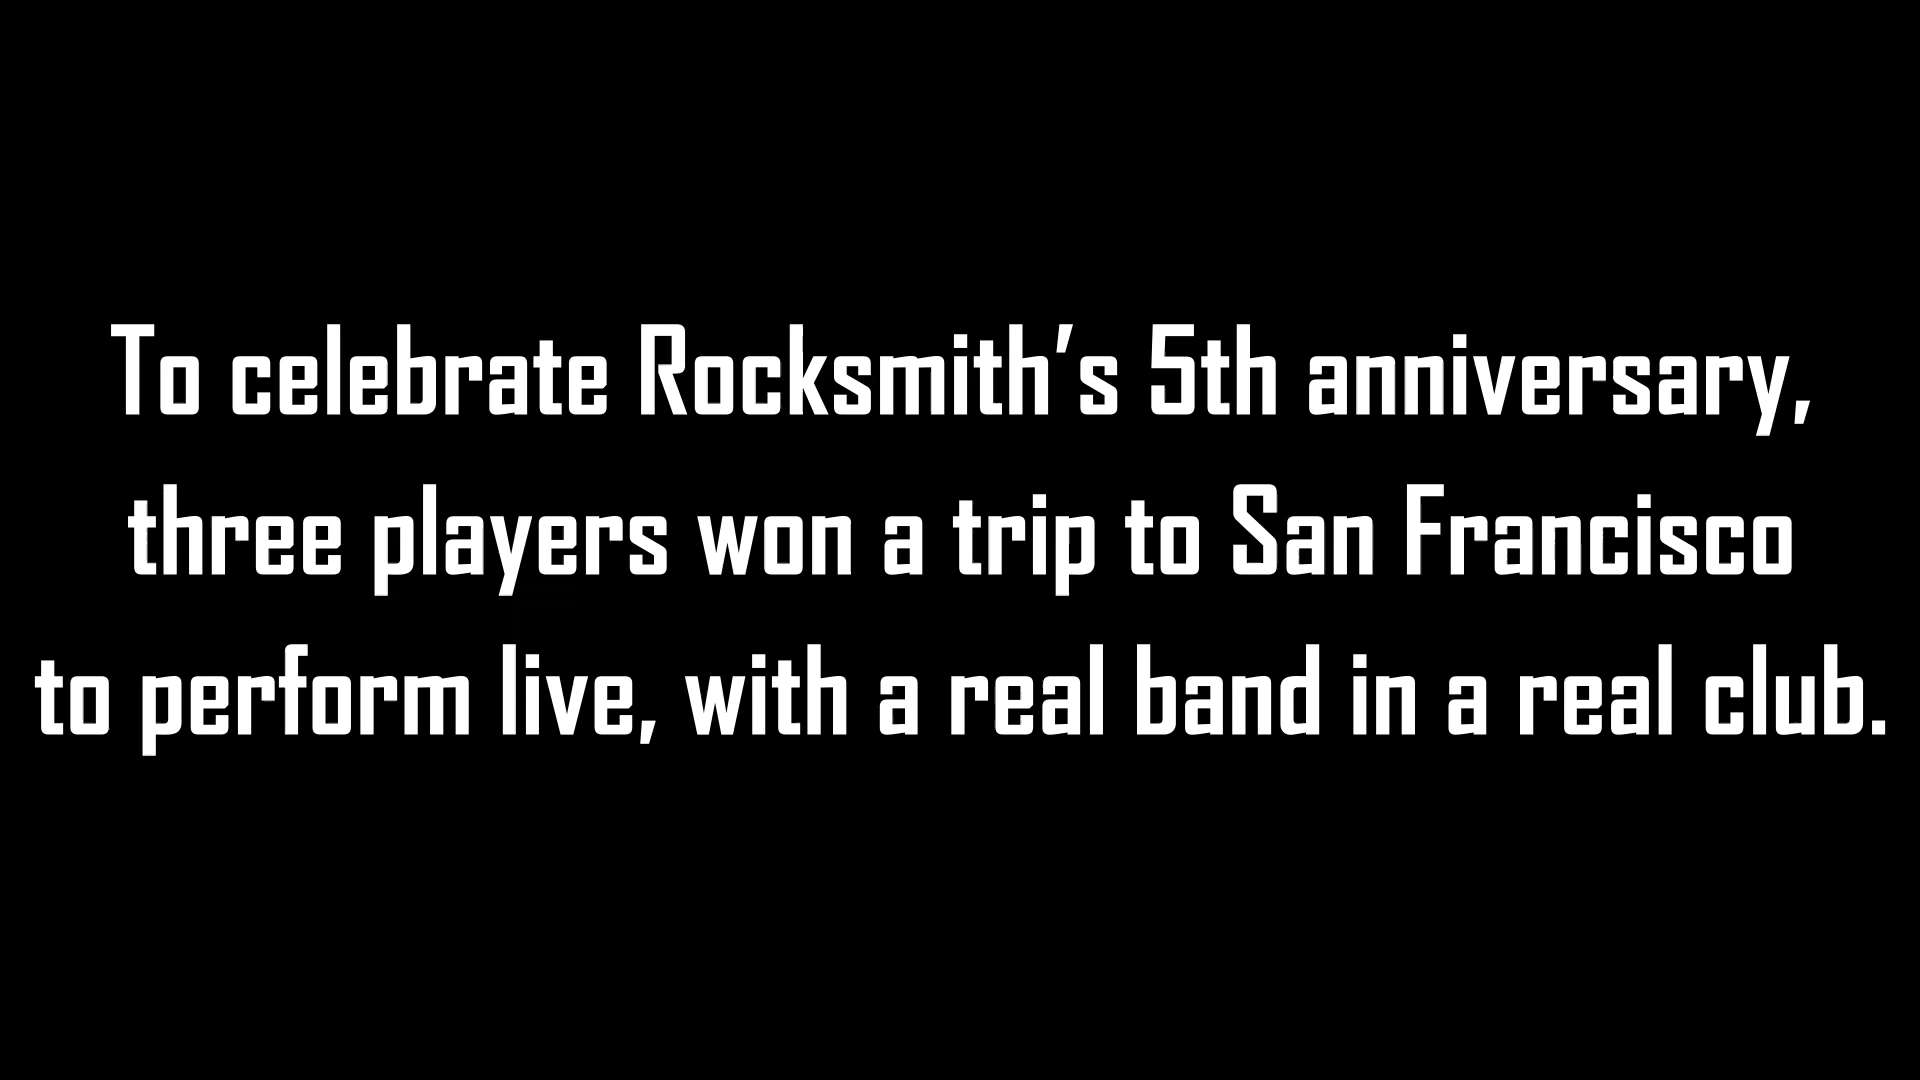 To celebrate Rocksmith’s 5th anniversary,
three players won a trip to San Francisco
to perform live, with a real band in a real club.